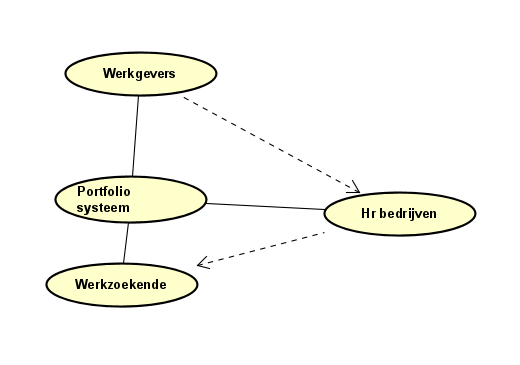 Werkgevers
Portfolio
systeem
Hr bedrijven
Werkzoekende